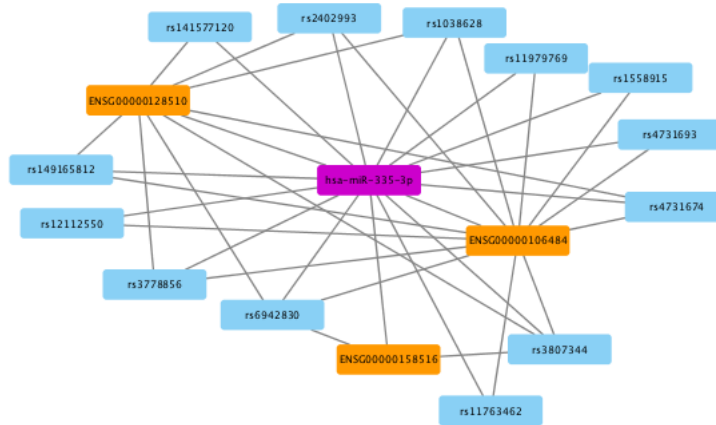 rs2402993
rs141577120
rs1038628
rs11979769
rs1558915
ENSG00000128510
rs4731693
rs149165812
hsa-miR-335-3p
rs4731674
rs12112550
ENSG00000106484
rs3778856
rs6942830
rs3807344
ENSG00000158516
rs11763462